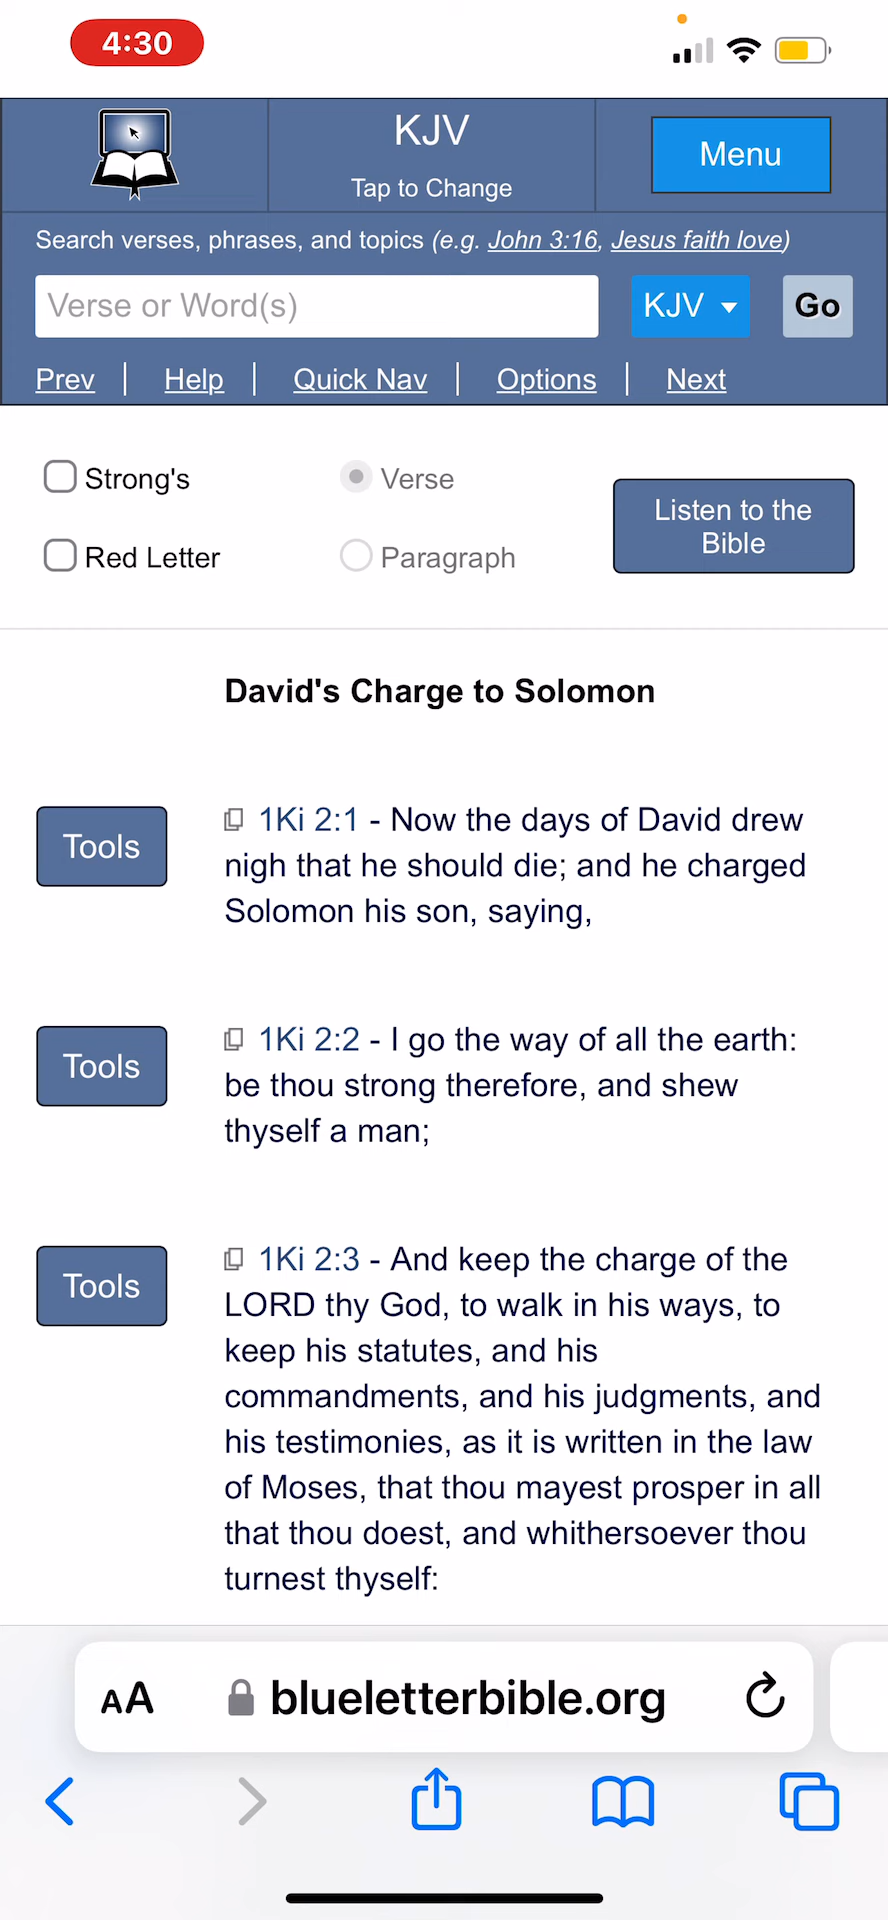 4:30
KJV
Tap to Change
Menu
Search verses, phrases, and topics (e.g. John 3:16, Jesus faith love)
Verse or Word(s)
KJV
Go
Prev | Help | Quick Nav | Options | Next
Strong's
Verse
Listen to the
Bible
Red Letter
Paragraph
David's Charge to Solomon
Tools
1Ki 2:1 - Now the days of David drew
nigh that he should die; and he charged
Solomon his son, saying,
Tools
1Ki 2:2 - I go the way of all the earth:
be thou strong therefore, and shew
thyself a man;
Tools
1Ki 2:3 - And keep the charge of the
LORD thy God, to walk in his ways, to
keep his statutes, and his
commandments, and his judgments, and
his testimonies, as it is written in the law
of Moses, that thou mayest prosper in all
that thou doest, and whithersoever thou
turnest thyself:
AA
blueletterbible.org